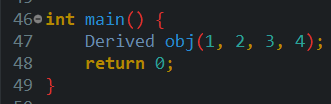 46 int main() {
47     Derived obj(1, 2, 3, 4);
48     return 0;
49 }